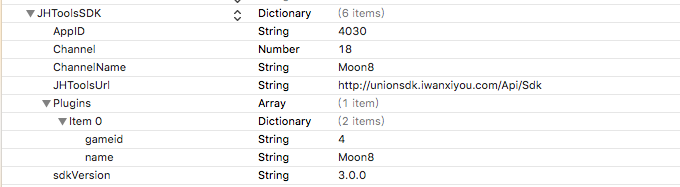 JHToolsSDK Dictionary (6 items)
AppID String 4030
Channel Number 18
ChannelName String Moon8
JHToolsUrl String http://unionsdk.iwanxiyou.com/Api/Sdk
Plugins Array (1 item)
Item 0 Dictionary (2 items)
gameid String 4
name String Moon8
sdkVersion String 3.0.0